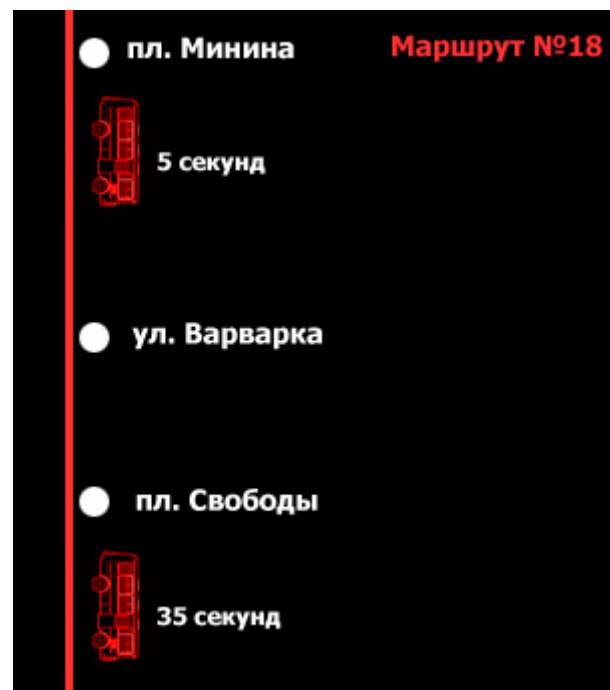 пл. Минина
Маршрут №18
5 секунд
ул. Варварка
пл. Свободы
35 секунд